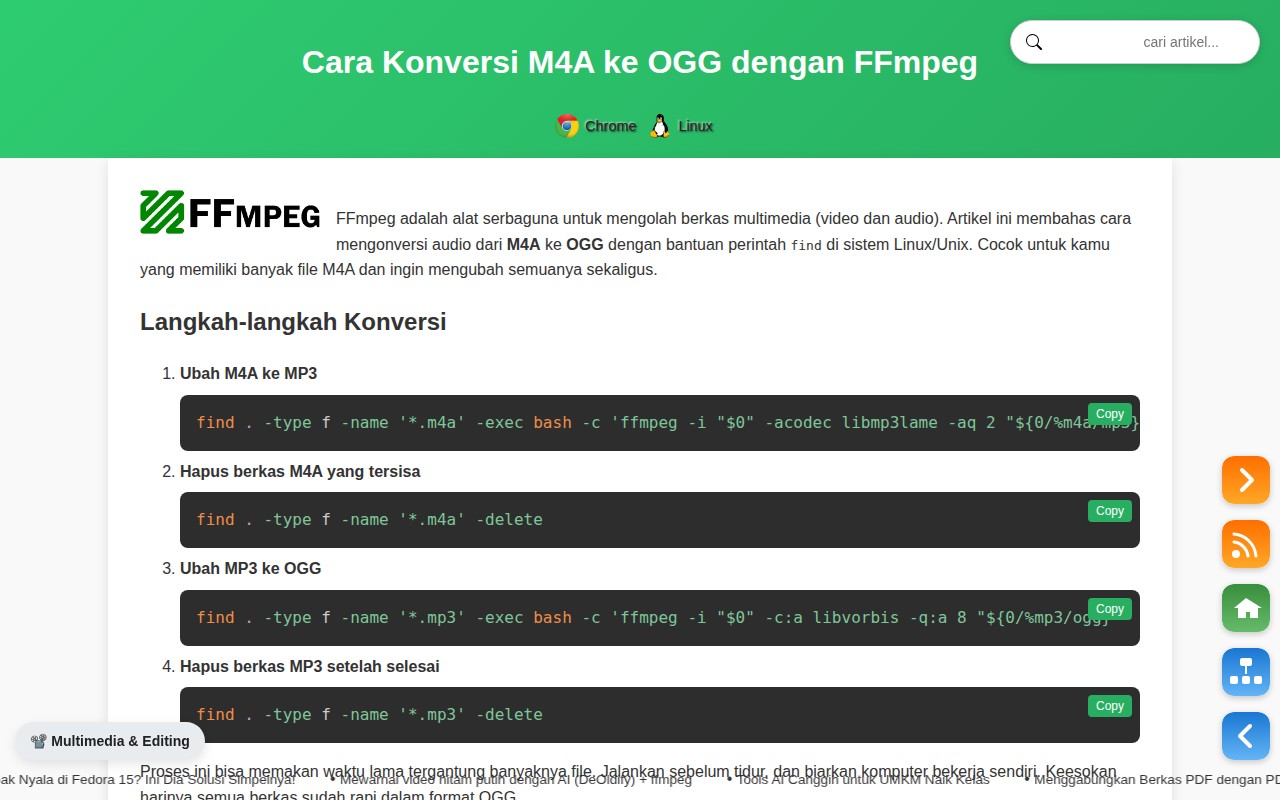 Cara Konversi M4A ke OGG dengan FFmpeg
cari artikel...
Chrome Linux
FFMPEG
FFmpeg adalah alat serbaguna untuk mengolah berkas multimedia (video dan audio). Artikel ini membahas cara
mengonversi audio dari M4A ke OGG dengan bantuan perintah find di sistem Linux/Unix. Cocok untuk kamu
yang memiliki banyak file M4A dan ingin mengubah semuanya sekaligus.
Langkah-langkah Konversi
1. Ubah M4A ke MP3
find . -type f -name '*.m4a' -exec bash -c 'ffmpeg -i "$0" -acodec libmp3lame -aq 2 "${0/%m4a/mp3}
Copy
2. Hapus berkas M4A yang tersisa
find . -type f -name '*.m4a' -delete
Copy
3. Ubah MP3 ke OGG
find . -type f -name '*.mp3' -exec bash -c 'ffmpeg -i "$0" -c:a libvorbis -q:a 8 "${0/%mp3/ogg}"
Copy
4. Hapus berkas MP3 setelah selesai
find . -type f -name '*.mp3' -delete
Copy
Multimedia & Editing
Proses ini bisa memakan waktu lama tergantung banyaknya file. Jalankan sebelum tidur, dan biarkan komputer bekerja sendiri. Keesokan
ak Nyala di Fedora 15? Ini Dia Solusi Simpelnya! • Mewarnai video hitam putih dengan AI (DeOldify) + ffmpeg • Tools AI Canggih untuk UMKM Naik Kelas • Menggabungkan Berkas PDF dengan PD
harinya semua berkas sudah rapi dalam format OGG.